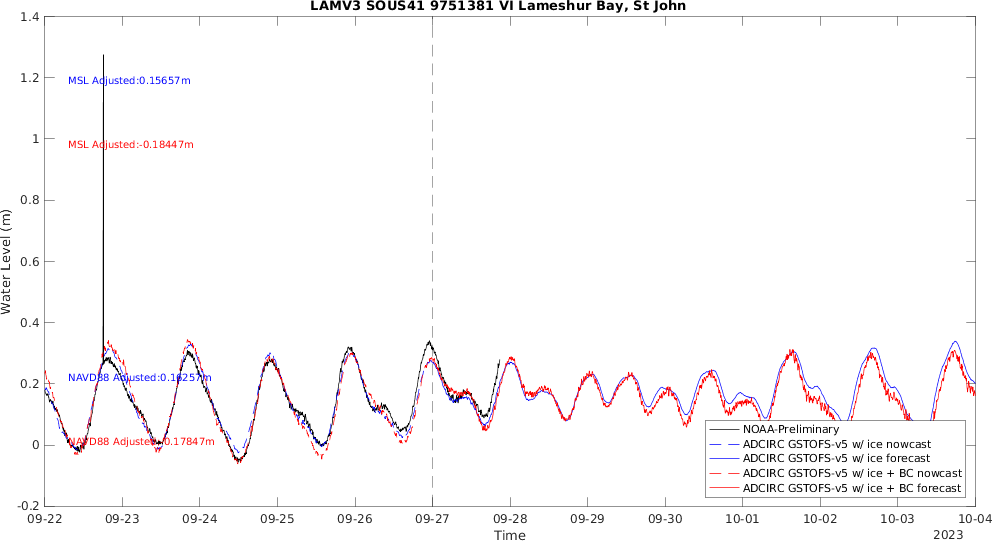 LAMV3 SOUS41 9751381 VI Lameshur Bay, St John
1.4
1.2
1
0.8
0.6
0.4
0.2
0
-0.2
Water Level (m)
MSL Adjusted:0.15657m
MSL Adjusted:-0.18447m
NAVD88 Adjusted:0.16257m
NAVD88 Adjusted:-0.17847m
NOAA-Preliminary
ADCIRC GSTOFS-v5 w/ ice nowcast
ADCIRC GSTOFS-v5 w/ ice forecast
ADCIRC GSTOFS-v5 w/ ice + BC nowcast
ADCIRC GSTOFS-v5 w/ ice + BC forecast
09-22 09-23 09-24 09-25 09-26 09-27 09-28 09-29 09-30 10-01 10-02 10-03 10-04
Time
2023